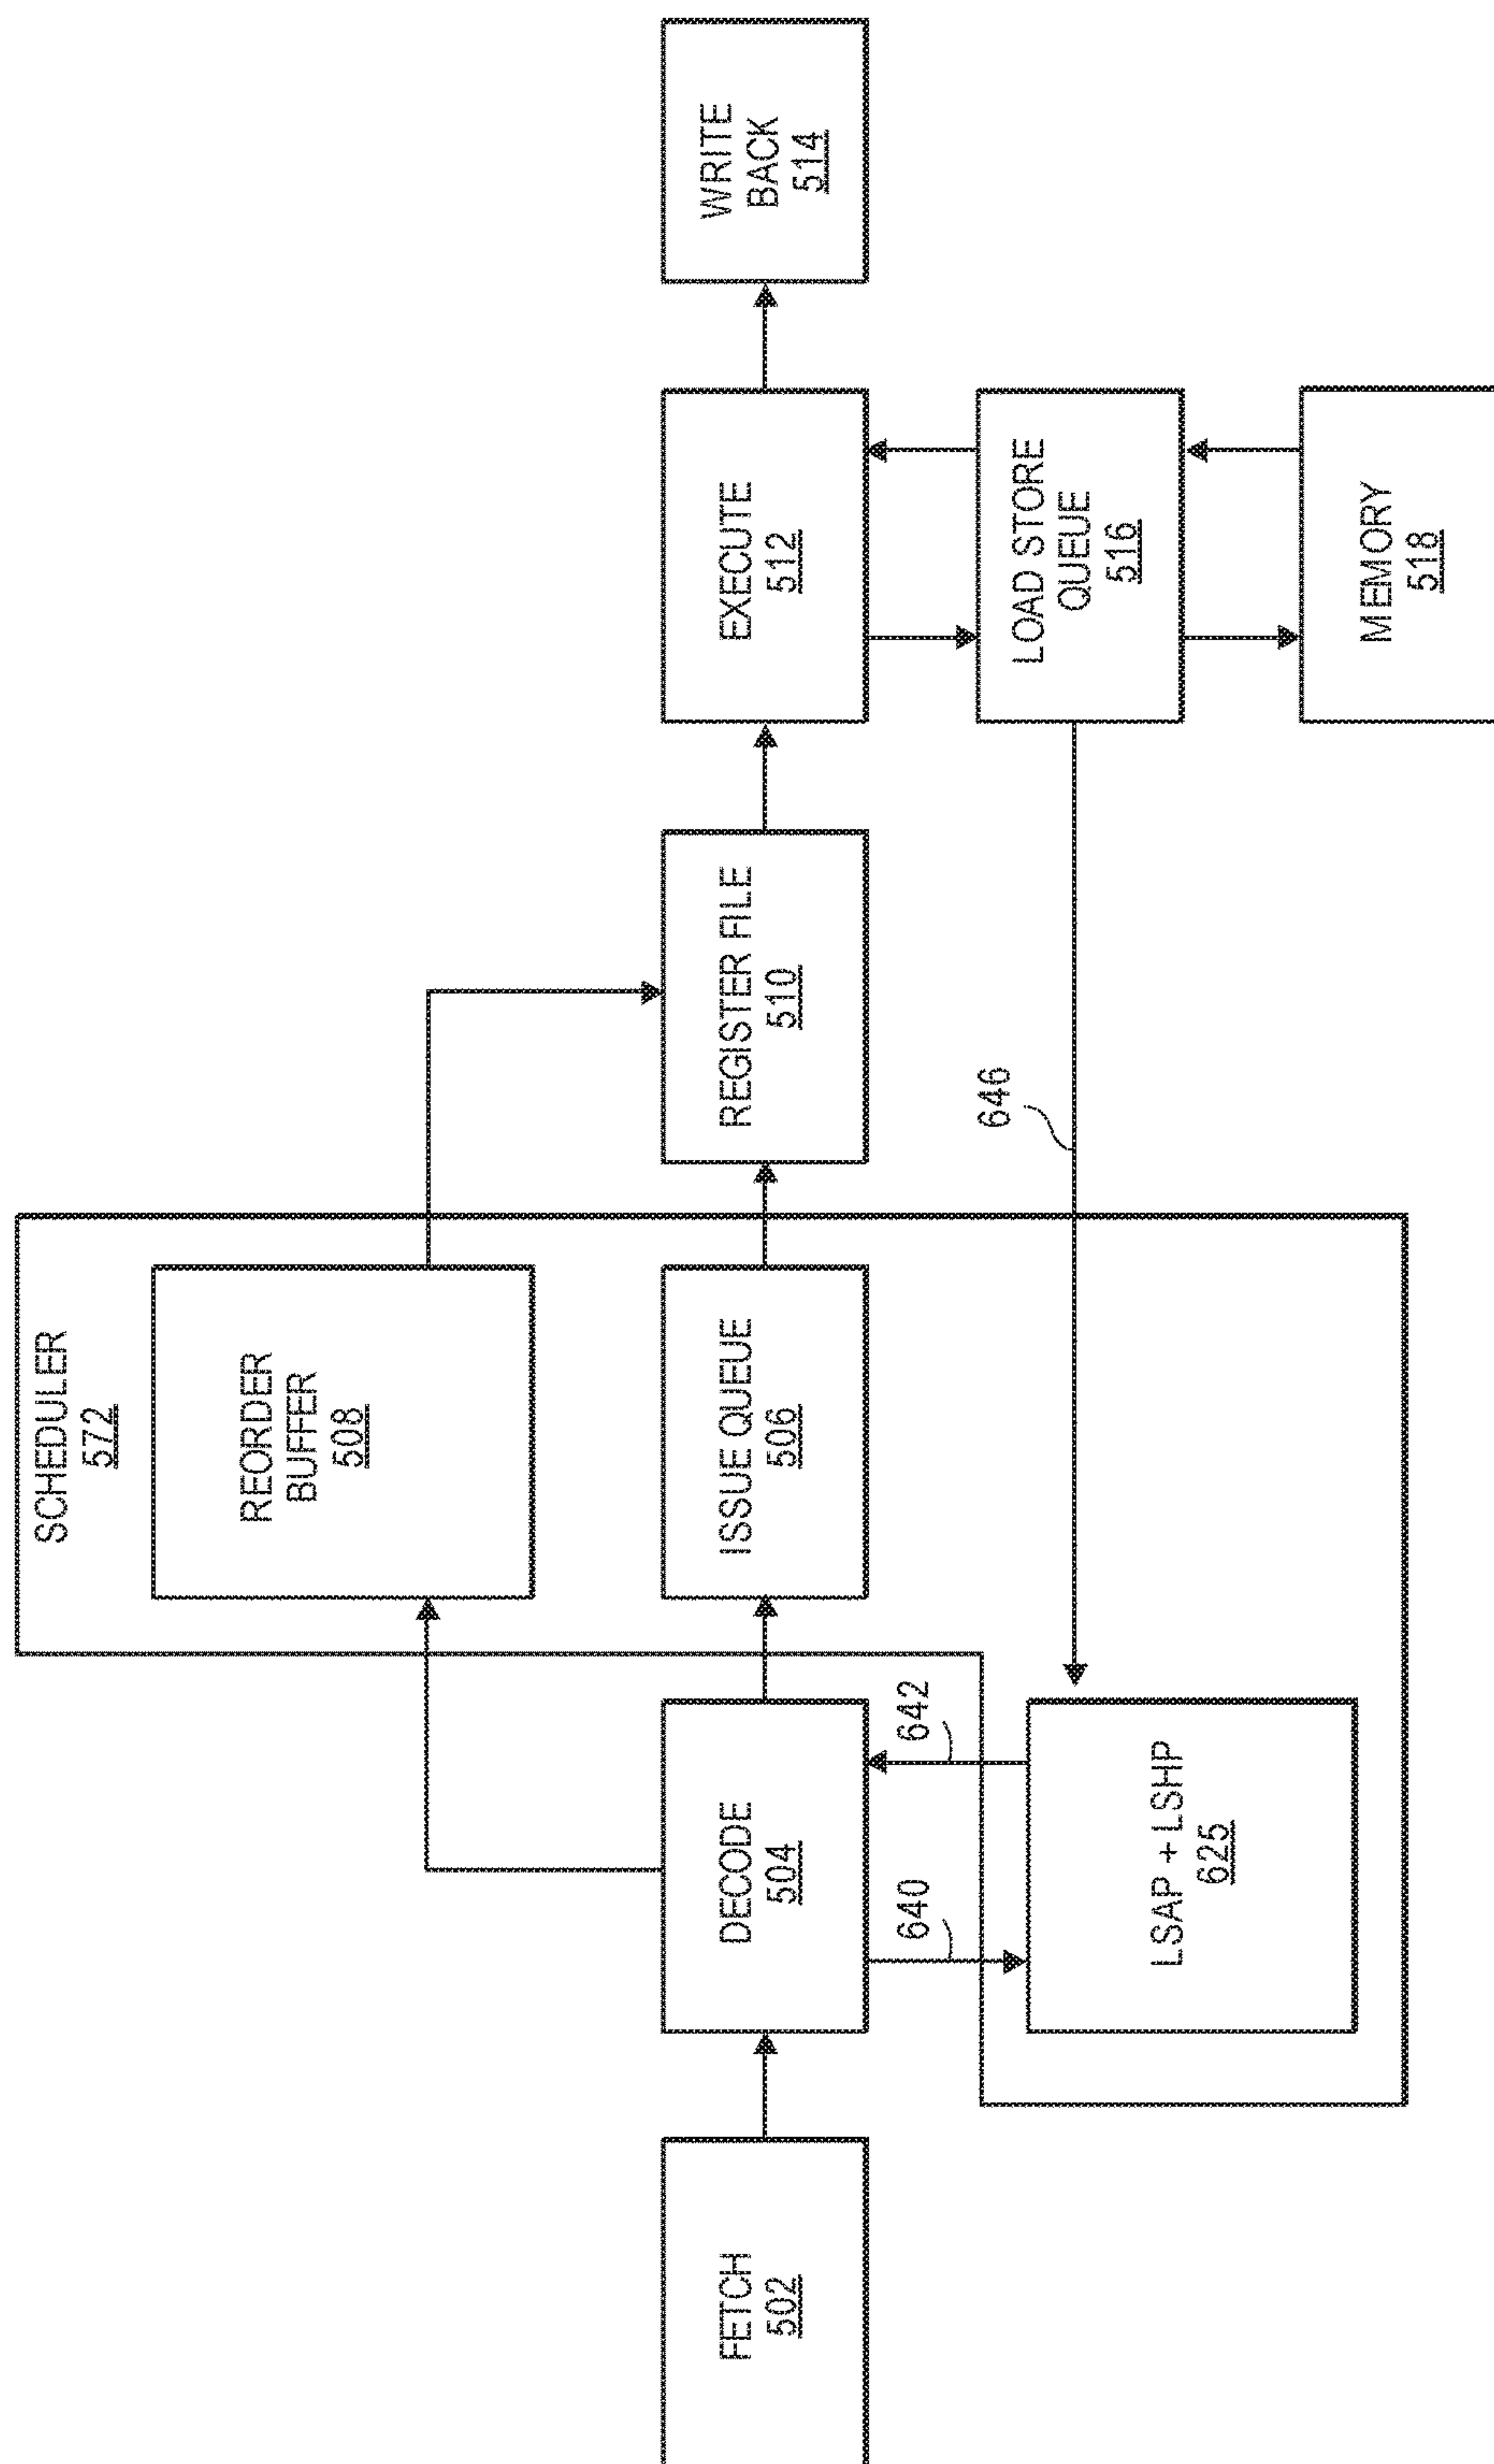 SCHEDULER
572
REORDER
BUFFER
508
FETCH
502
DECODE
504
ISSUE QUEUE
506
REGISTER FILE
510
EXECUTE
512
WRITE
BACK
514
640
642
646
LSAP + LSHP
625
LOAD STORE
QUEUE
516
MEMORY
518